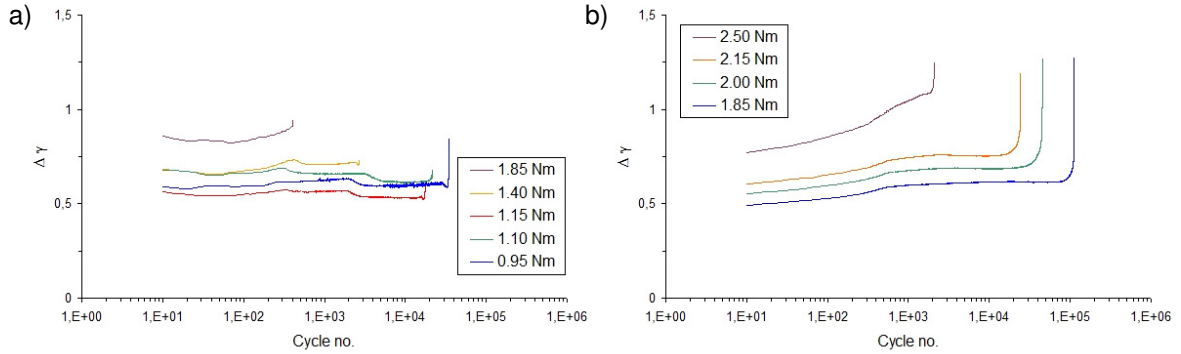 a)
1,5
1
0,5
0
Δ γ
1,E+00
1,E+01
1,E+02
1,E+03
1,E+04
1,E+05
1,E+06
Cycle no.
1.85 Nm
1.40 Nm
1.15 Nm
1.10 Nm
0.95 Nm
b)
1,5
1
0,5
0
Δ γ
1,E+00
1,E+01
1,E+02
1,E+03
1,E+04
1,E+05
1,E+06
Cycle no.
2.50 Nm
2.15 Nm
2.00 Nm
1.85 Nm